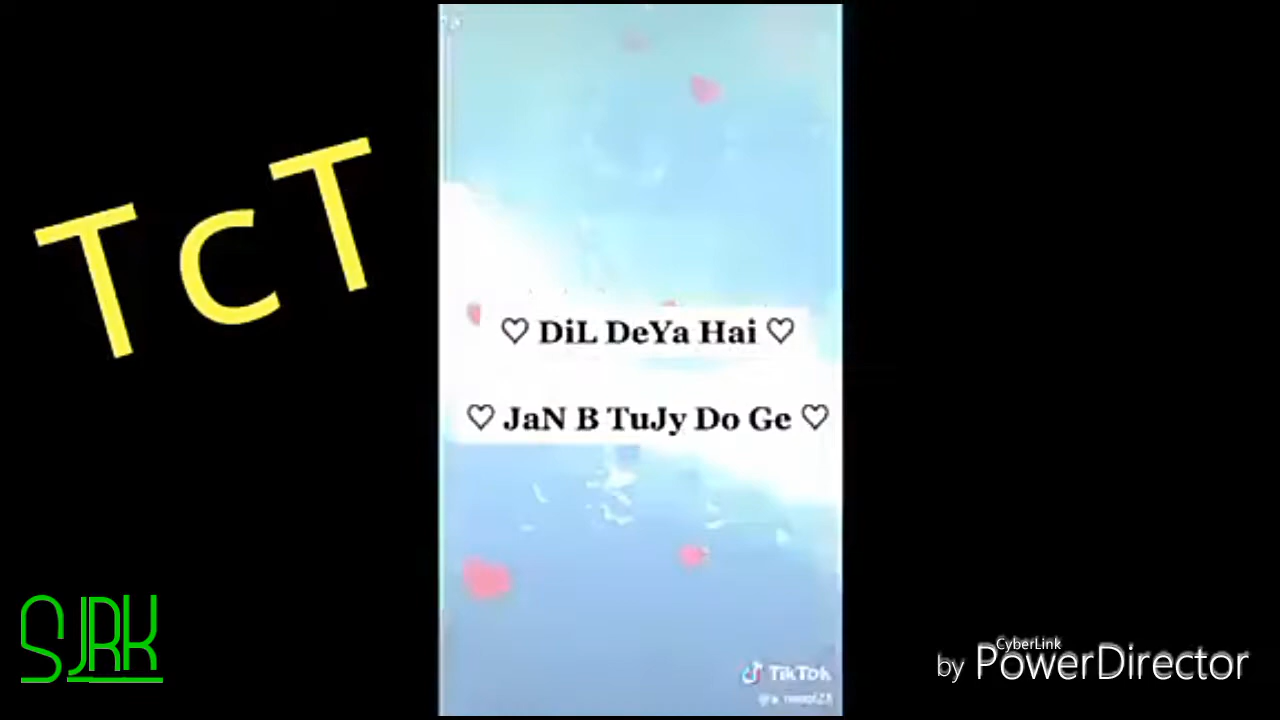 TcT
♡ DiL DeYa Hai ♡
♡ JaN B TuJy Do Ge ♡
SJRK
TikTok
CyberLink
by PowerDirector